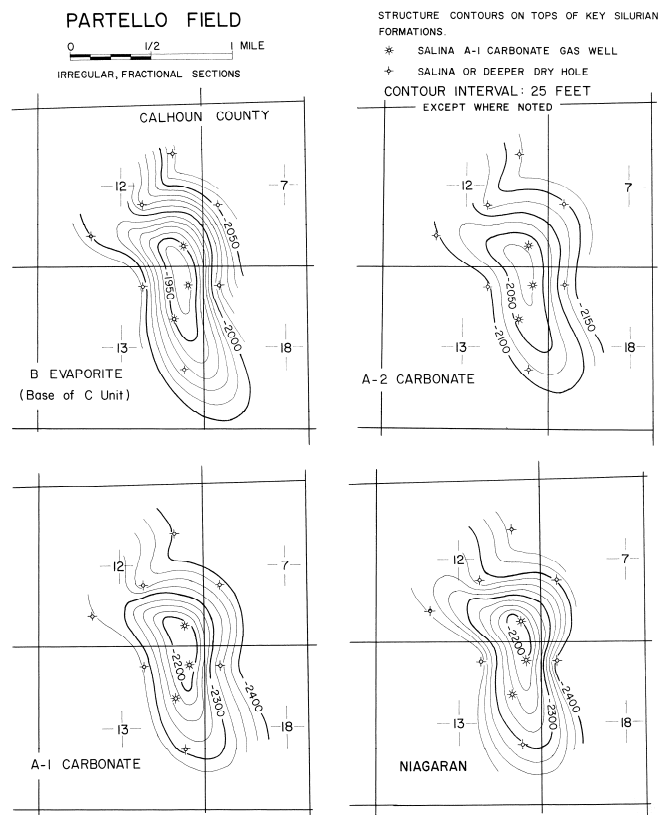 PARTELLO FIELD
0 1/2 1 MILE
IRREGULAR, FRACTIONAL SECTIONS
STRUCTURE CONTOURS ON TOPS OF KEY SILURIAN
FORMATIONS.
SALINA A-1 CARBONATE GAS WELL
SALINA OR DEEPER DRY HOLE
CONTOUR INTERVAL: 25 FEET
EXCEPT WHERE NOTED
CALHOUN COUNTY
12
7
-2050
-1950
-2000
13
18
B EVAPORITE
(Base of C Unit)
12
7
-2050
-2150
-2100
13
18
A-2 CARBONATE
12
7
-2200
-2300
-2400
13
18
A-1 CARBONATE
12
7
-2200
-2300
-2400
13
18
NIAGARAN